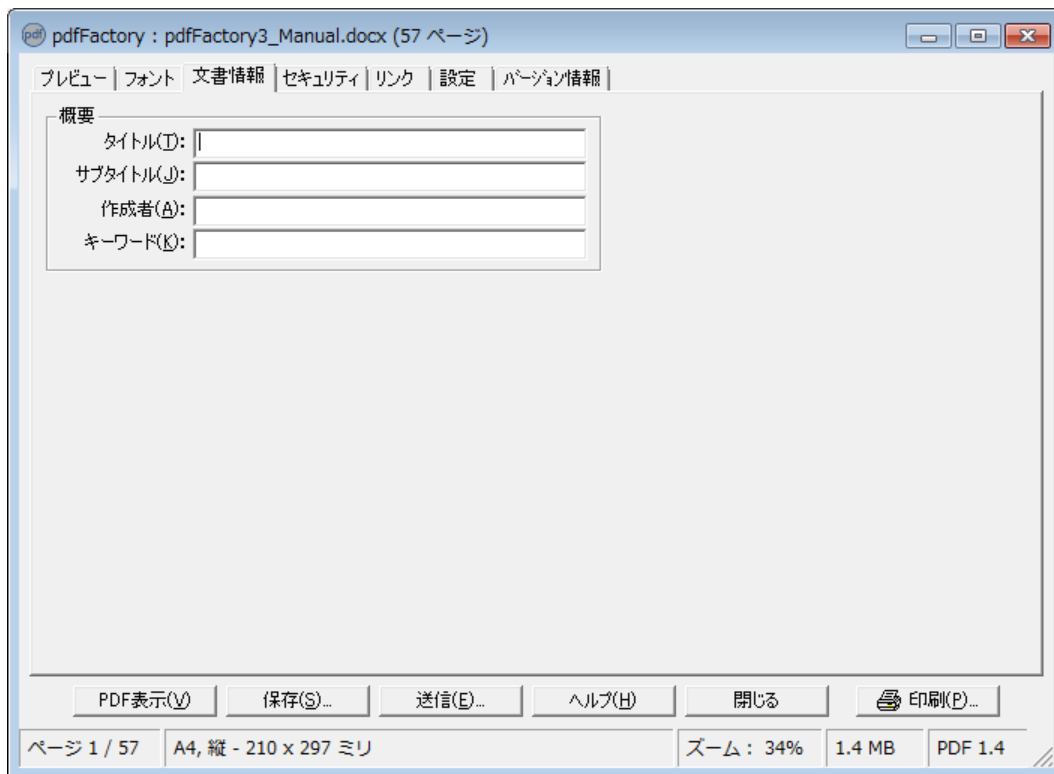 pdfFactory : pdfFactory3_Manual.docx (57 ページ)
プレビュー フォント 文書情報 セキュリティ リンク 設定 バージョン情報
概要
タイトル(T):
サブタイトル(J):
作成者(A):
キーワード(K):
PDF表示(V) 保存(S)... 送信(E)... ヘルプ(H) 閉じる 印刷(P)...
ページ 1 / 57 A4, 縦 - 210 x 297 ミリ ズーム : 34% 1.4 MB PDF 1.4